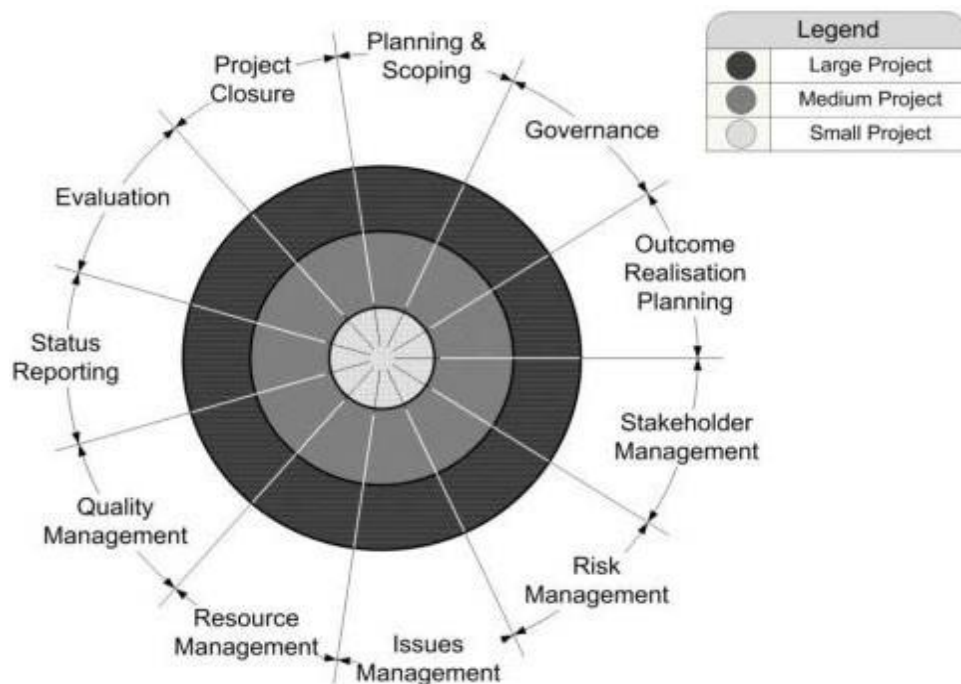 Planning &
Scoping
Governance
Outcome
Realisation
Planning
Stakeholder
Management
Risk
Management
Issues
Management
Resource
Management
Quality
Management
Status
Reporting
Evaluation
Project
Closure
Legend
Large Project
Medium Project
Small Project